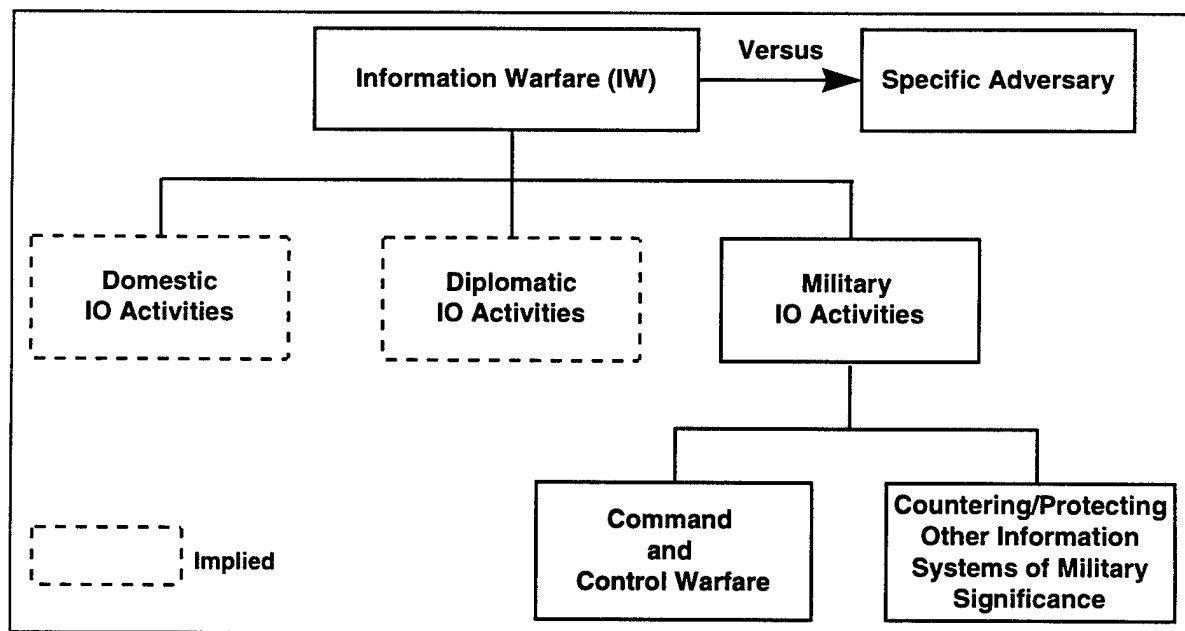 Versus
Information Warfare (IW)
Specific Adversary
Domestic
IO Activities
Diplomatic
IO Activities
Military
IO Activities
Command
and
Control Warfare
Countering/Protecting
Other Information
Systems of Military
Significance
Implied